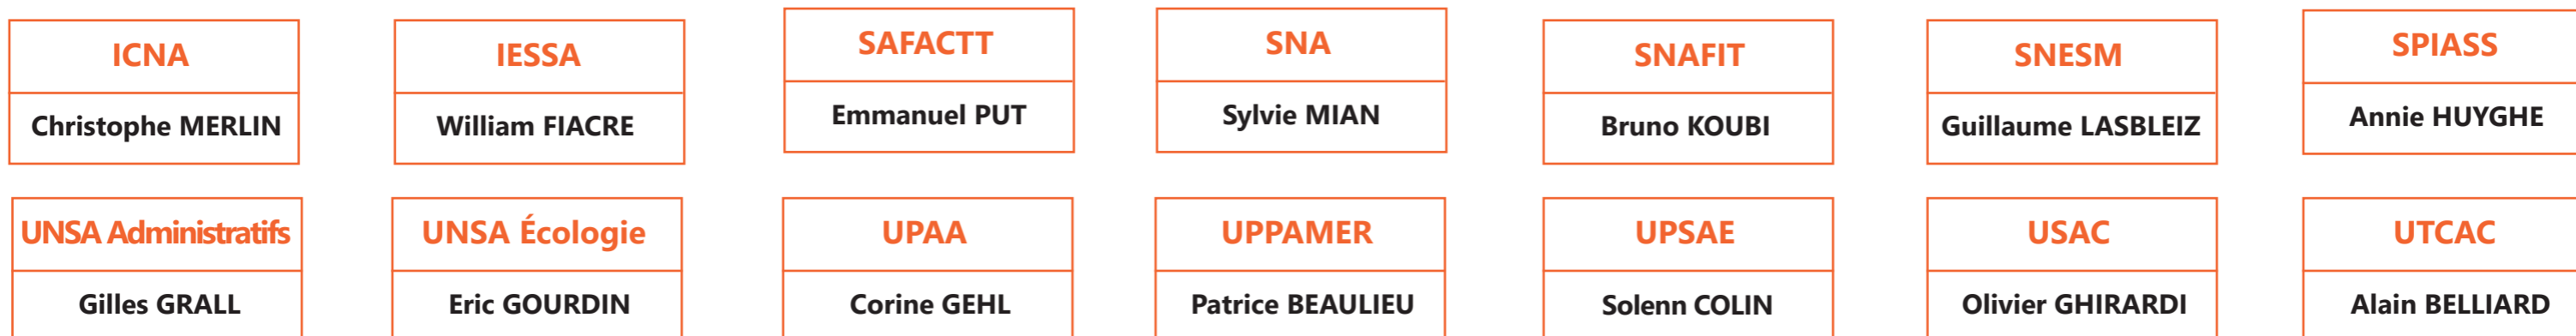 ICNA
Christophe MERLIN
IESSA
William FIACRE
SAFACTT
Emmanuel PUT
SNA
Sylvie MIAN
SNAFIT
Bruno KOUBI
SNESM
Guillaume LASBLEIZ
SPIASS
Annie HUYGHE
UNSA Administratifs
Gilles GRALL
UNSA Écologie
Eric GOURDIN
UPAA
Corine GEHL
UPPAMER
Patrice BEAULIEU
UPSAE
Solenn COLIN
USAC
Olivier GHIRARDI
UTCAC
Alain BELLIARD